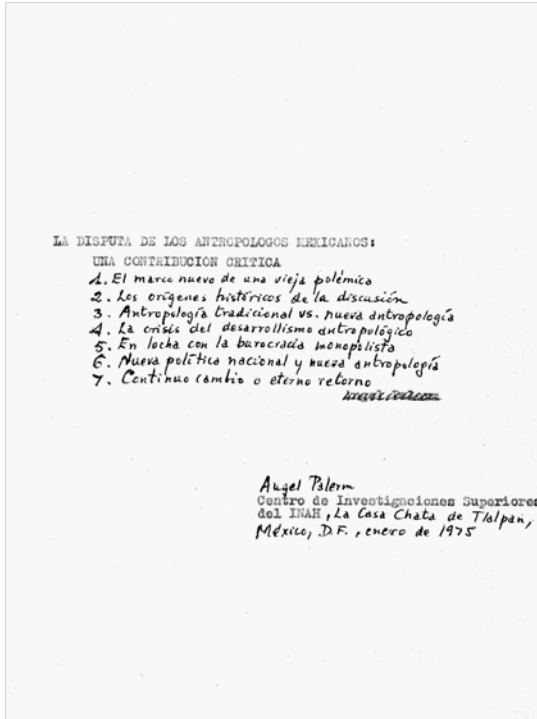 LA DISPUTA DE LOS ANTROPOLOGOS MEXICANOS:
UNA CONTRIBUCION CRITICA
1. El marco nuevo de una vieja polémica
2. Los orígenes históricos de la discusión
3. Antropología tradicional vs. nueva antropología
4. La crisis del desarrollismo antropológico
5. En lucha con la burocracia monopolista
6. Nueva política nacional y nueva antropología
7. Continuo cambio o eterno retorno
Angel Palerm
Centro de Investigaciones Superiores
del INAH, La Casa Chata de Tlalpan,
México, D.F., enero de 1975